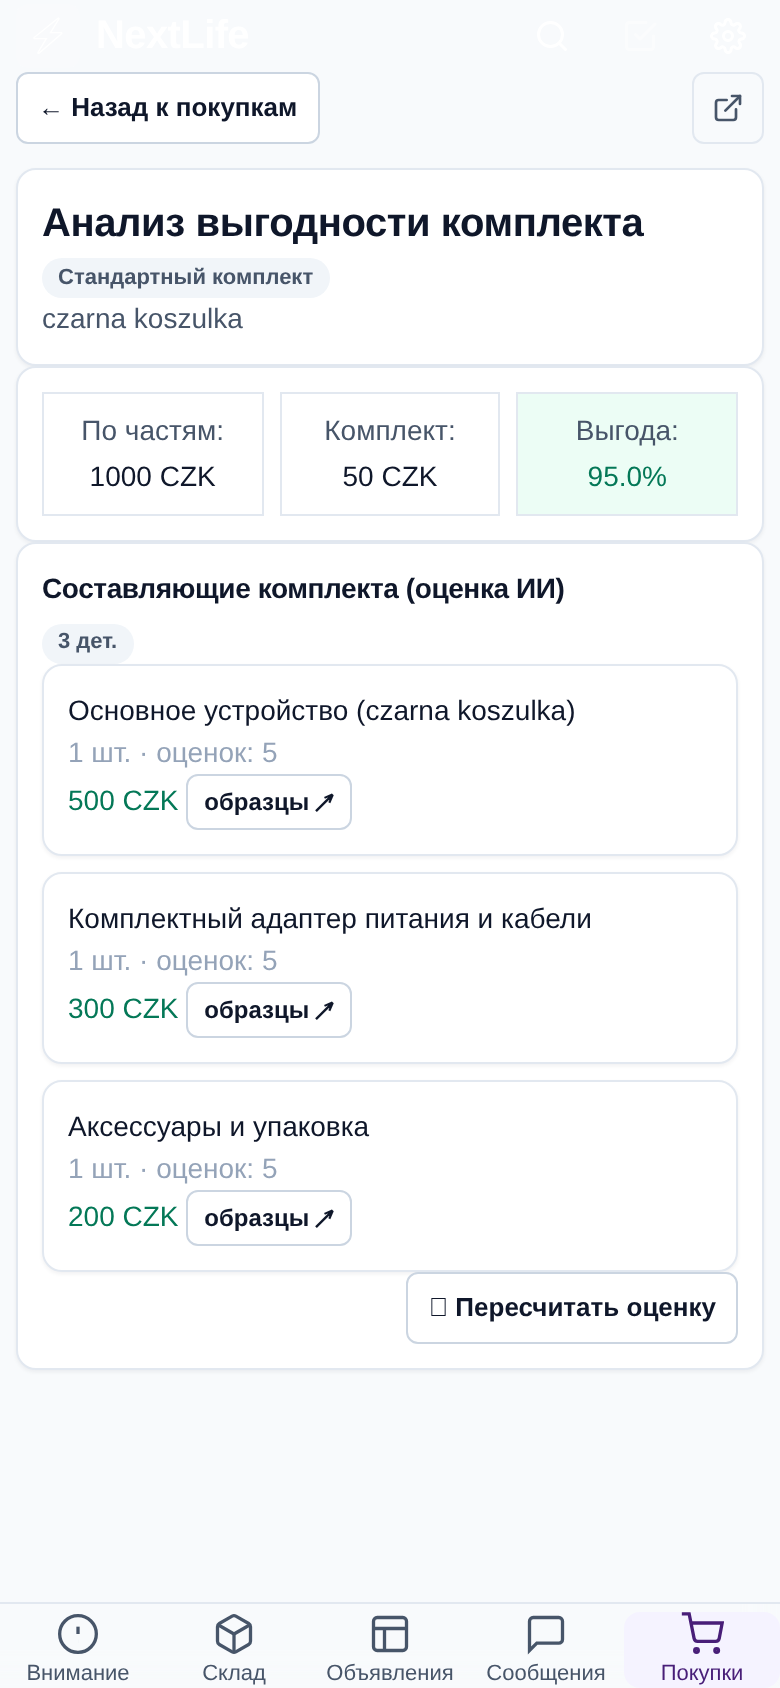 NextLife
← Назад к покупкам
Анализ выгодности комплекта
Стандартный комплект
czarna koszulka
По частям:
1000 CZK
Комплект:
50 CZK
Выгода:
95.0%
Составляющие комплекта (оценка ИИ)
3 дет.
Основное устройство (czarna koszulka)
1 шт. · оценок: 5
500 CZK образцы ↗
Комплектный адаптер питания и кабели
1 шт. · оценок: 5
300 CZK образцы ↗
Аксессуары и упаковка
1 шт. · оценок: 5
200 CZK образцы ↗
Пересчитать оценку
Внимание
Склад
Объявления
Сообщения
Покупки